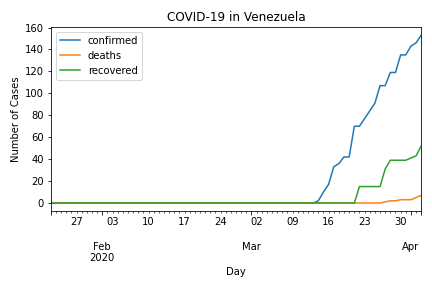 COVID-19 in Venezuela
160
140
120
100
80
60
40
20
0
Number of Cases
confirmed
deaths
recovered
27 03 10 17 24 02 09 16 23 30
Feb Mar Apr
2020
Day